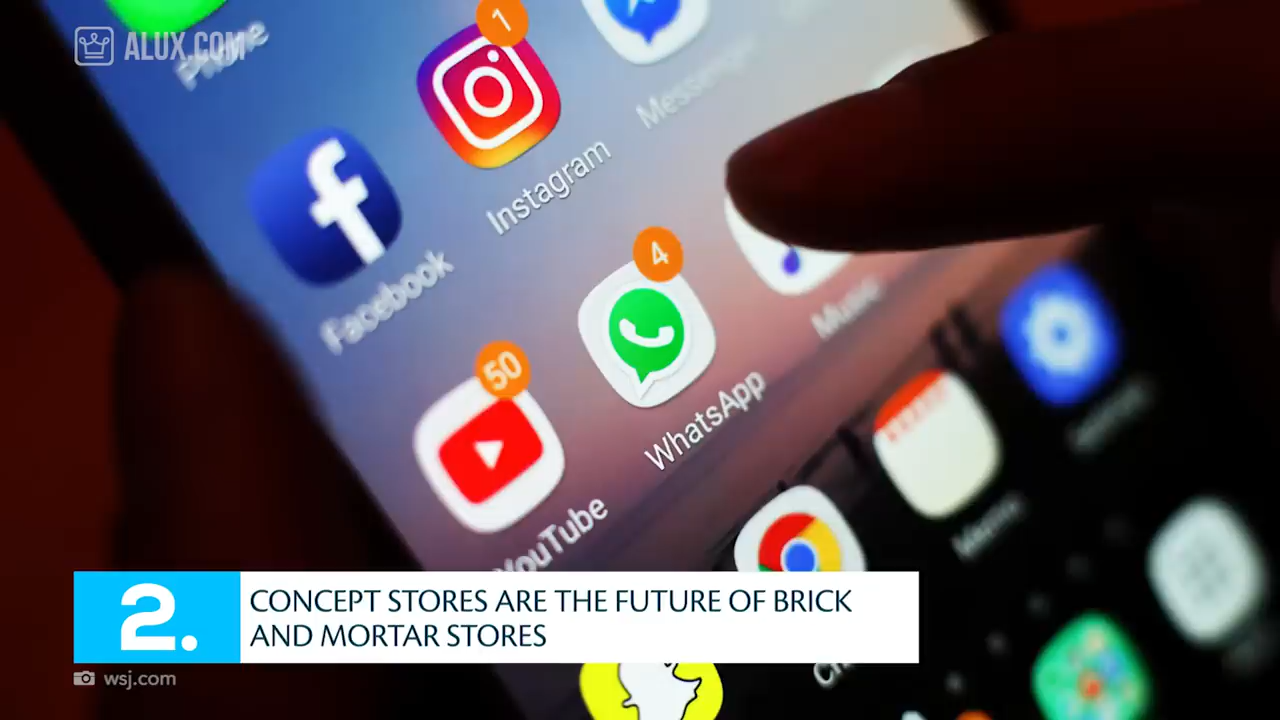 ALUX.COM
Phone
1
Instagram
Messenger
Facebook
4
WhatsApp
Music
50
YouTube
2.
CONCEPT STORES ARE THE FUTURE OF BRICK
AND MORTAR STORES
wsj.com